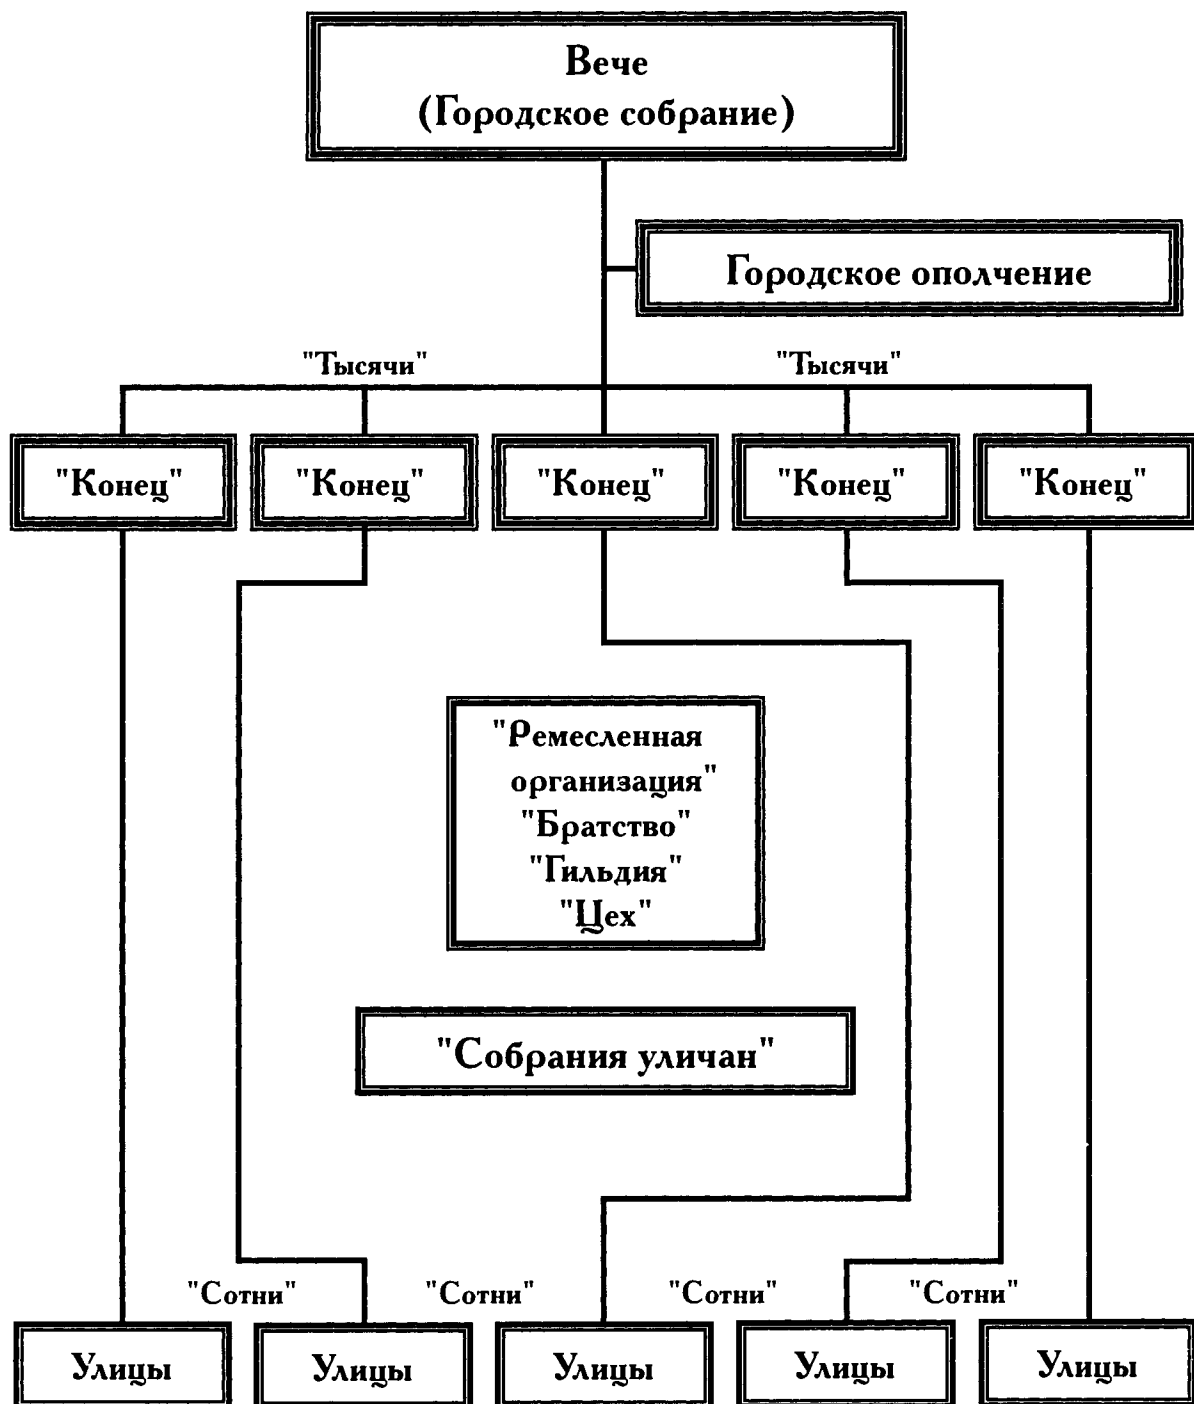 Вече
(Городское собрание)
Городское ополчение
"Тысячи" "Тысячи"
"Конец" "Конец" "Конец" "Конец" "Конец"
"Ремесленная
организация"
"Братство"
"Гильдия"
"Цех"
"Собрания уличан"
"Сотни" "Сотни" "Сотни" "Сотни"
Улицы Улицы Улицы Улицы Улицы